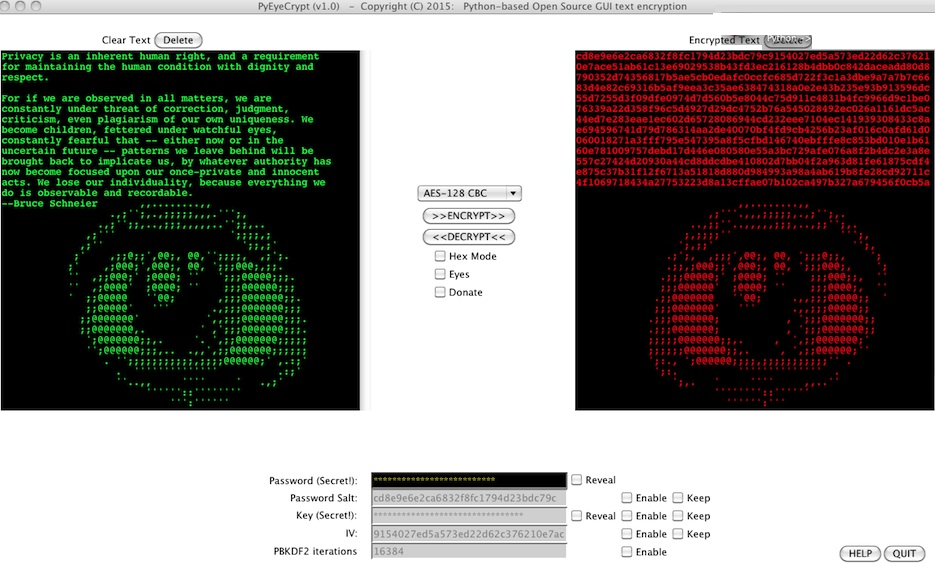 PyEyeCrypt (v1.0) – Copyright (C) 2015: Python-based Open Source GUI text encryption
Clear Text Delete
Encrypted Text
Privacy is an inherent human right, and a requirement
for maintaining the human condition with dignity and
respect.
For if we are observed in all matters, we are
constantly under threat of correction, judgment,
criticism, even plagiarism of our own uniqueness. We
become children, fettered under watchful eyes,
constantly fearful that -- either now or in the
uncertain future -- patterns we leave behind will be
brought back to implicate us, by whatever authority has
now become focused upon our once-private and innocent
acts. We lose our individuality, because everything we
do is observable and recordable.
--Bruce Schneier
cd8e9e6e2ca6832f8fc1794d23bdc79c9154027ed5a573ed22d62c37621
0e7ace51ab61c13e69029538b43fd3ec216128b4dbb0c842daceadd80d8
790352d74356817b5ae5cb0edafc0ccfc685d722f3c1a3dbe9a7a7b7c66
83d4e82c69316b5af9eea3c35ae638474318a0e2e43b235e93b913596dc
55d7255d3f09dfe0974d7d560b5e8044c75d911c4831b4fc9966d9c1be0
76339a22d358f96c5d4927d29dc4752b76a545028492ec026a1161dc5ac
44ed7e283eae1ec602d65728086944cd232eee7104ec141939308433c8a
e694596741d79d786314aa2de40070bf4fd9cb4256b23af016c0afd61d0
060018271a3fff795e547395a8f5cfbd146740ebfffe8c853bd010e1b61
60e781009757debd17d446e080580e55a3bc729afe076a8f2b4dc2e3a8e
557c27424d20930a44cd8ddcdbe410802d7bb04f2a963d81fe61875cdf4
e875c37b31f12f6713a51818d880d984993a98a4ab619b8fe28cd92711c
4f1069718434a27753223d8a13cffae07b102ca497b327a679456f0cb5a
AES-128 CBC
>>ENCRYPT>>
<<DECRYPT<<
Hex Mode
Eyes
Donate
Password (Secret!): ************************** Reveal
Password Salt: cd8e9e6e2ca6832f8fc1794d23bdc79c Enable Keep
Key (Secret!): ******************************** Reveal Enable Keep
IV: 9154027ed5a573ed22d62c376210e7ac Enable Keep
PBKDF2 iterations 16384 Enable
HELP QUIT